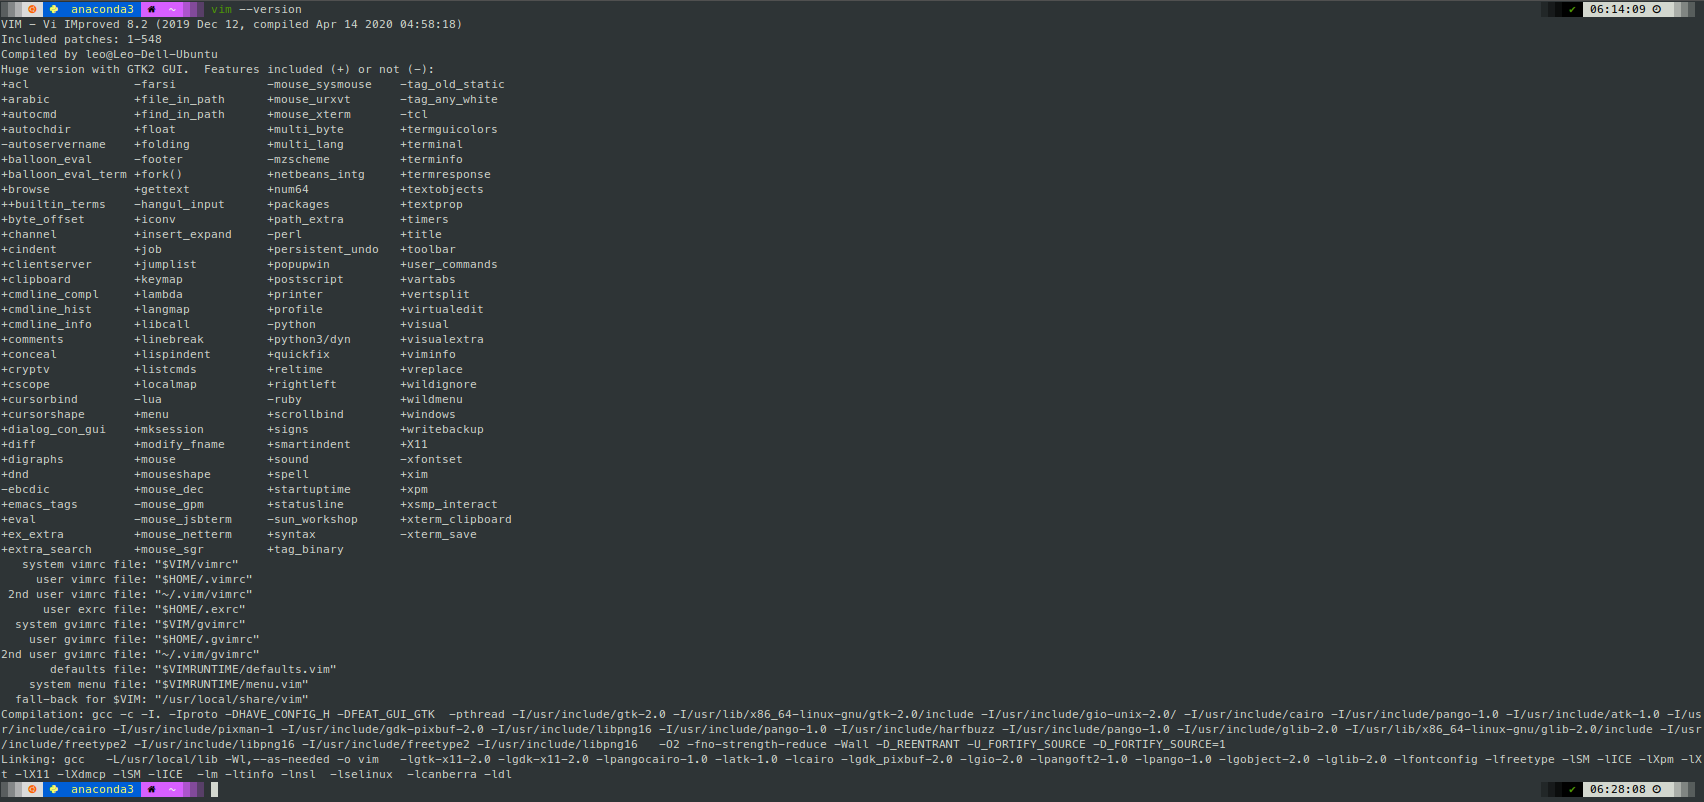 anaconda3 ~ vim --version ✔ 06:14:09
VIM - Vi IMproved 8.2 (2019 Dec 12, compiled Apr 14 2020 04:58:18)
Included patches: 1-548
Compiled by leo@Leo-Dell-Ubuntu
Huge version with GTK2 GUI.  Features included (+) or not (-):
+acl               -farsi             -mouse_sysmouse    -tag_old_static
+arabic            +file_in_path      +mouse_urxvt       -tag_any_white
+autocmd           +find_in_path      +mouse_xterm       -tcl
+autochdir         +float             +multi_byte        +termguicolors
-autoservername    +folding           +multi_lang        +terminal
+balloon_eval      -footer            -mzscheme          +terminfo
+balloon_eval_term +fork()            +netbeans_intg     +termresponse
+browse            +gettext           +num64             +textobjects
++builtin_terms    -hangul_input      +packages          +textprop
+byte_offset       +iconv             +path_extra        +timers
+channel           +insert_expand     -perl              +title
+cindent           +job               +persistent_undo   +toolbar
+clientserver      +jumplist          +popupwin          +user_commands
+clipboard         +keymap            +postscript        +vartabs
+cmdline_compl     +lambda            +printer           +vertsplit
+cmdline_hist      +langmap           +profile           +virtualedit
+cmdline_info      +libcall           -python            +visual
+comments          +linebreak         +python3/dyn       +visualextra
+conceal           +lispindent        +quickfix          +viminfo
+cryptv            +listcmds          +reltime           +vreplace
+cscope            +localmap          +rightleft         +wildignore
+cursorbind        -lua               -ruby              +wildmenu
+cursorshape       +menu              +scrollbind        +windows
+dialog_con_gui    +mksession         +signs             +writebackup
+diff              +modify_fname      +smartindent       +X11
+digraphs          +mouse             +sound             -xfontset
+dnd               +mouseshape        +spell             +xim
-ebcdic            +mouse_dec         +startuptime       +xpm
+emacs_tags        -mouse_gpm         +statusline        +xsmp_interact
+eval              -mouse_jsbterm     -sun_workshop      +xterm_clipboard
+ex_extra          +mouse_netterm     +syntax            -xterm_save
+extra_search      +mouse_sgr         +tag_binary
system vimrc file: "$VIM/vimrc"
user vimrc file: "$HOME/.vimrc"
2nd user vimrc file: "~/.vim/vimrc"
user exrc file: "$HOME/.exrc"
system gvimrc file: "$VIM/gvimrc"
user gvimrc file: "$HOME/.gvimrc"
2nd user gvimrc file: "~/.vim/gvimrc"
defaults file: "$VIMRUNTIME/defaults.vim"
system menu file: "$VIMRUNTIME/menu.vim"
fall-back for $VIM: "/usr/local/share/vim"
Compilation: gcc -c -I. -Iproto -DHAVE_CONFIG_H -DFEAT_GUI_GTK  -pthread -I/usr/include/gtk-2.0 -I/usr/lib/x86_64-linux-gnu/gtk-2.0/include -I/usr/include/gio-unix-2.0/ -I/usr/include/cairo -I/usr/include/pango-1.0 -I/usr/include/atk-1.0 -I/us
r/include/cairo -I/usr/include/pixman-1 -I/usr/include/gdk-pixbuf-2.0 -I/usr/include/libpng16 -I/usr/include/pango-1.0 -I/usr/include/harfbuzz -I/usr/include/pango-1.0 -I/usr/include/glib-2.0 -I/usr/lib/x86_64-linux-gnu/glib-2.0/include -I/usr
/include/freetype2 -I/usr/include/libpng16 -I/usr/include/freetype2 -I/usr/include/libpng16   -O2 -fno-strength-reduce -Wall -D_REENTRANT -U_FORTIFY_SOURCE -D_FORTIFY_SOURCE=1
Linking: gcc   -L/usr/local/lib -Wl,--as-needed -o vim   -lgtk-x11-2.0 -lgdk-x11-2.0 -lpangocairo-1.0 -latk-1.0 -lcairo -lgdk_pixbuf-2.0 -lgio-2.0 -lpangoft2-1.0 -lpango-1.0 -lgobject-2.0 -lglib-2.0 -lfontconfig -lfreetype -lSM -lICE -lXpm -lX
t -lX11 -lXdmcp -lSM -lICE  -lm -ltinfo -lnsl  -lselinux  -lcanberra -ldl
anaconda3 ~ ✔ 06:28:08